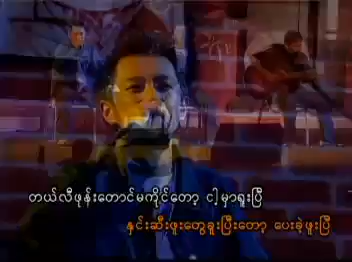 တယ်လီဖုန်းတောင်မကိုင်တော့ ငါ့မှာရူးပြီ
နှင်းဆီဖူးတွေခူးပြီးတော့ ပေးခဲ့ဖူးပြီ